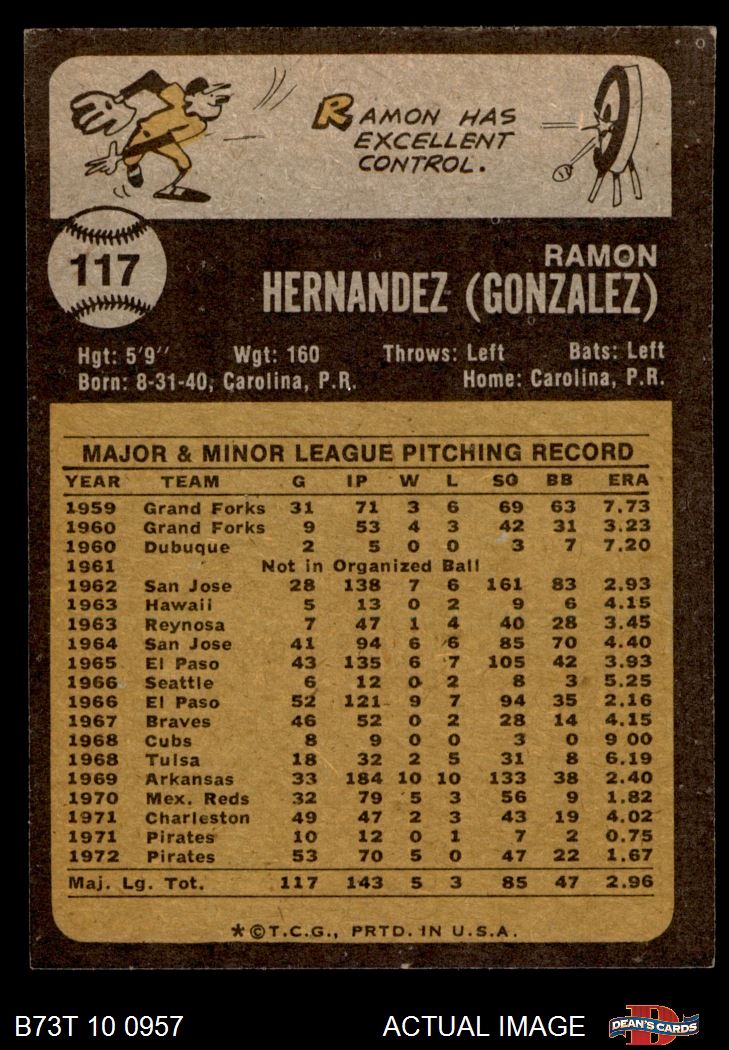 RAMON HAS
EXCELLENT
CONTROL.
117
RAMON
HERNANDEZ (GONZALEZ)
Hgt: 5'9" Wgt: 160 Throws: Left Bats: Left
Born: 8-31-40, Carolina, P.R. Home: Carolina, P.R.
MAJOR & MINOR LEAGUE PITCHING RECORD
YEAR TEAM G IP W L SO BB ERA
1959 Grand Forks 31 71 3 6 69 63 7.73
1960 Grand Forks 9 53 4 3 42 31 3.23
1960 Dubuque 2 5 0 0 3 7 7.20
1961 Not in Organized Ball
1962 San Jose 28 138 7 6 161 83 2.93
1963 Hawaii 5 13 0 2 9 6 4.15
1963 Reynosa 7 47 1 4 40 28 3.45
1964 San Jose 41 94 6 6 85 70 4.40
1965 El Paso 43 135 6 7 105 42 3.93
1966 Seattle 6 12 0 2 8 3 5.25
1966 El Paso 52 121 9 7 94 35 2.16
1967 Braves 46 52 0 2 28 14 4.15
1968 Cubs 8 9 0 0 3 0 9 00
1968 Tulsa 18 32 2 5 31 8 6.19
1969 Arkansas 33 184 10 10 133 38 2.40
1970 Mex. Reds 32 79 5 3 56 9 1.82
1971 Charleston 49 47 2 3 43 19 4.02
1971 Pirates 10 12 0 1 7 2 0.75
1972 Pirates 53 70 5 0 47 22 1.67
Maj. Lg. Tot. 117 143 5 3 85 47 2.96
*©T.C.G., PRTD. IN U.S.A.
B73T 10 0957 ACTUAL IMAGE DEAN'S CARDS